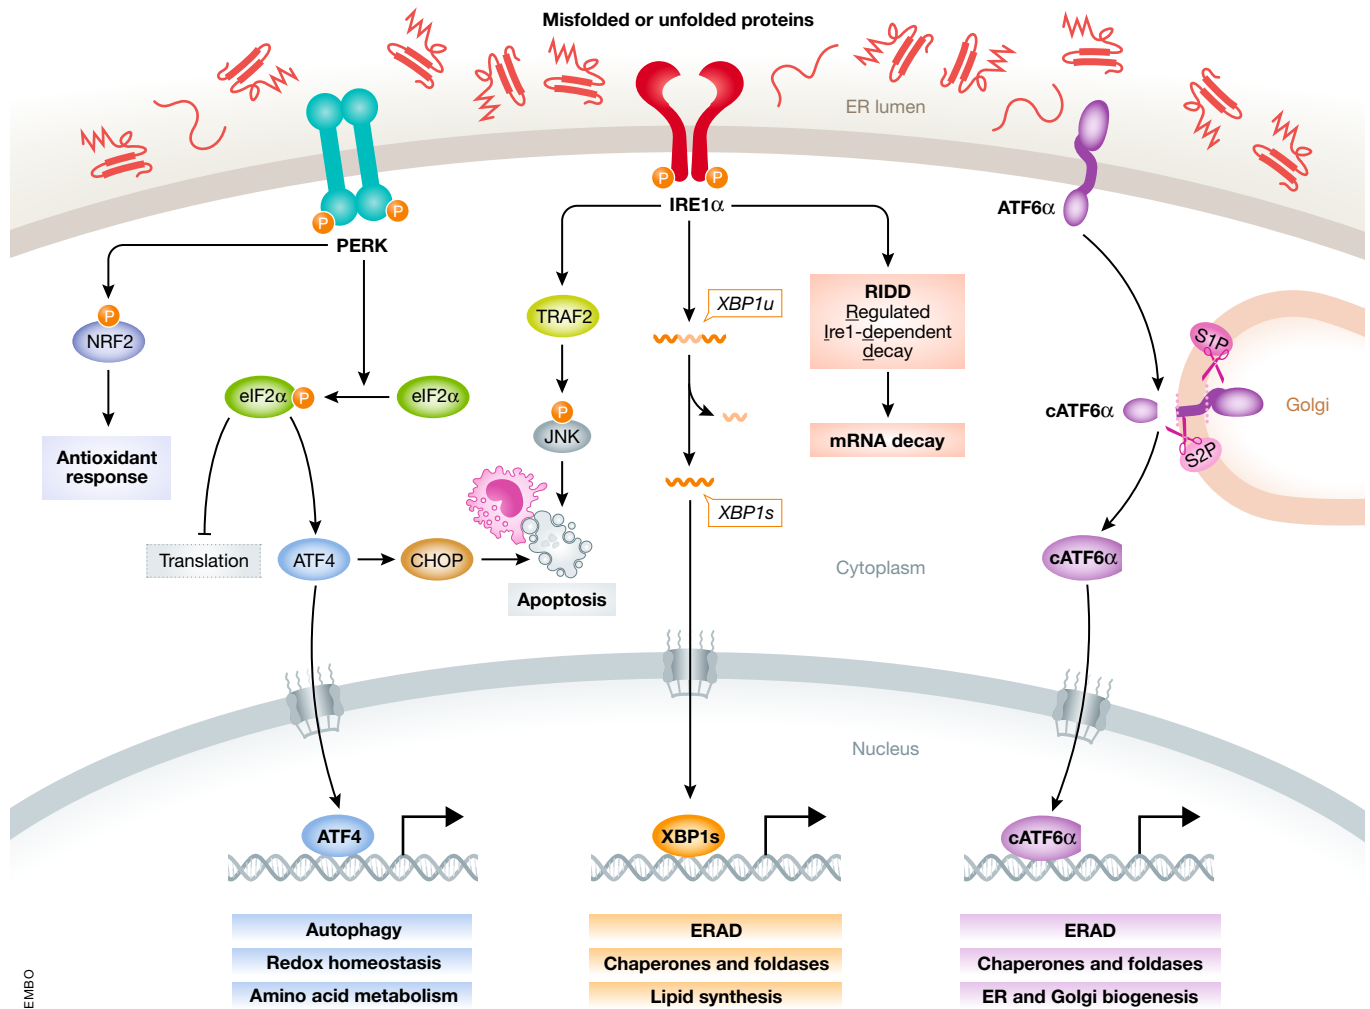 Misfolded or unfolded proteins
ER lumen
P
P
IRE1α
ATF6α
P
P
PERK
P
NRF2
Antioxidant
response
eIF2α
P
eIF2α
Translation
ATF4
CHOP
TRAF2
P
JNK
Apoptosis
XBP1u
XBP1s
RIDD
Regulated
Ire1-dependent
decay
mRNA decay
S1P
cATF6α
S2P
Golgi
cATF6α
Cytoplasm
Nucleus
ATF4
XBP1s
cATF6α
Autophagy
Redox homeostasis
Amino acid metabolism
ERAD
Chaperones and foldases
Lipid synthesis
ERAD
Chaperones and foldases
ER and Golgi biogenesis
EMBO